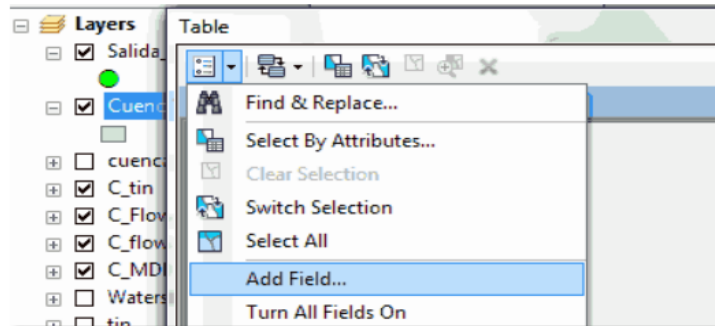 Layers
Salida_
Cuenc
cuenc
C_tin
C_Flow
C_flow
C_MDI
Waters
tin
Table
Find & Replace...
Select By Attributes...
Clear Selection
Switch Selection
Select All
Add Field...
Turn All Fields On